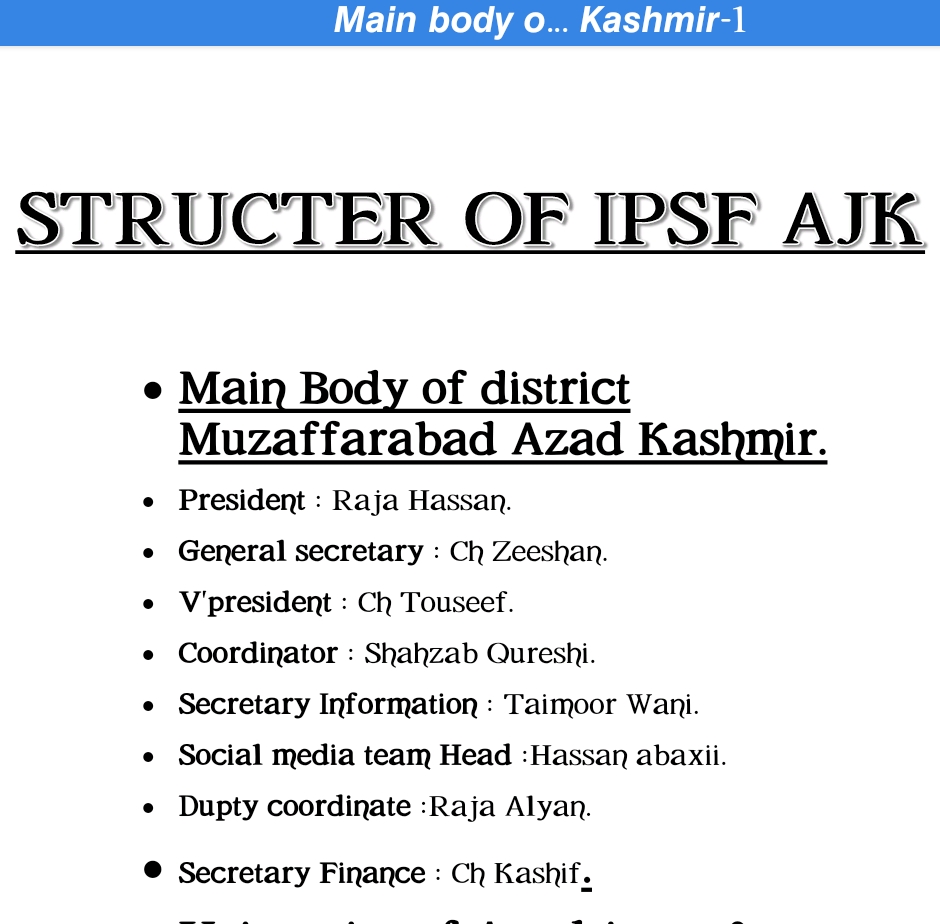 Main body o... Kashmir-1
STRUCTER OF IPSF AJK
• Main Body of district
Muzaffarabad Azad Kashmir.
• President : Raja Hassan.
• General secretary : Ch Zeeshan.
• V'president : Ch Touseef.
• Coordinator : Shahzab Qureshi.
• Secretary Information : Taimoor Wani.
• Social media team Head :Hassan abaxii.
• Dupty coordinate :Raja Alyan.
• Secretary Finance : Ch Kashif.